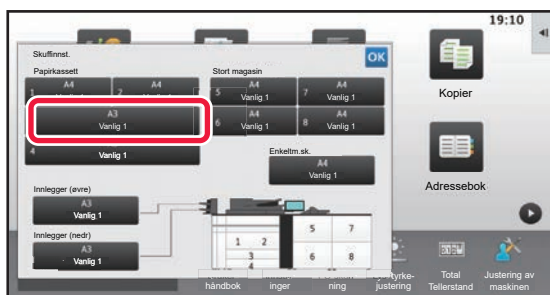 19:10
Skuffinnst.
OK
Papirkassett
Stort magasin
1 A4
2 A4
5 A4
Vanlig 1
7 A4
Vanlig 1
A3
Vanlig 1
6 A4
Vanlig 1
8 A4
Vanlig 1
4 Vanlig 1
Enkeltm.sk.
A4
Vanlig 1
Innlegger (øvre)
A3
Vanlig 1
Innlegger (nedr)
A3
Vanlig 1
1 2
3
4
5 7
6 8
Kopier
Adressebok
håndbok
inger
ning
justering
Total
Tellerstand
Justering av
maskinen